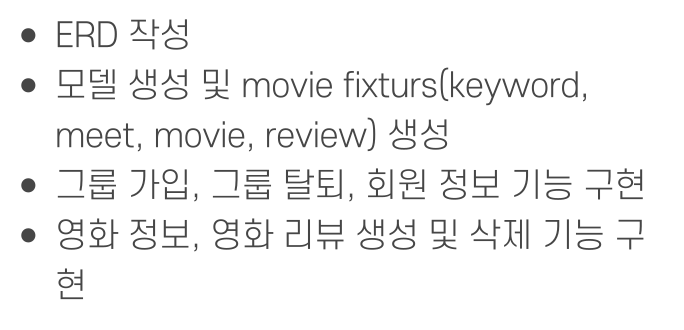 • ERD 작성
• 모델 생성 및 movie fixturs(keyword,
meet, movie, review) 생성
• 그룹 가입, 그룹 탈퇴, 회원 정보 기능 구현
• 영화 정보, 영화 리뷰 생성 및 삭제 기능 구
현